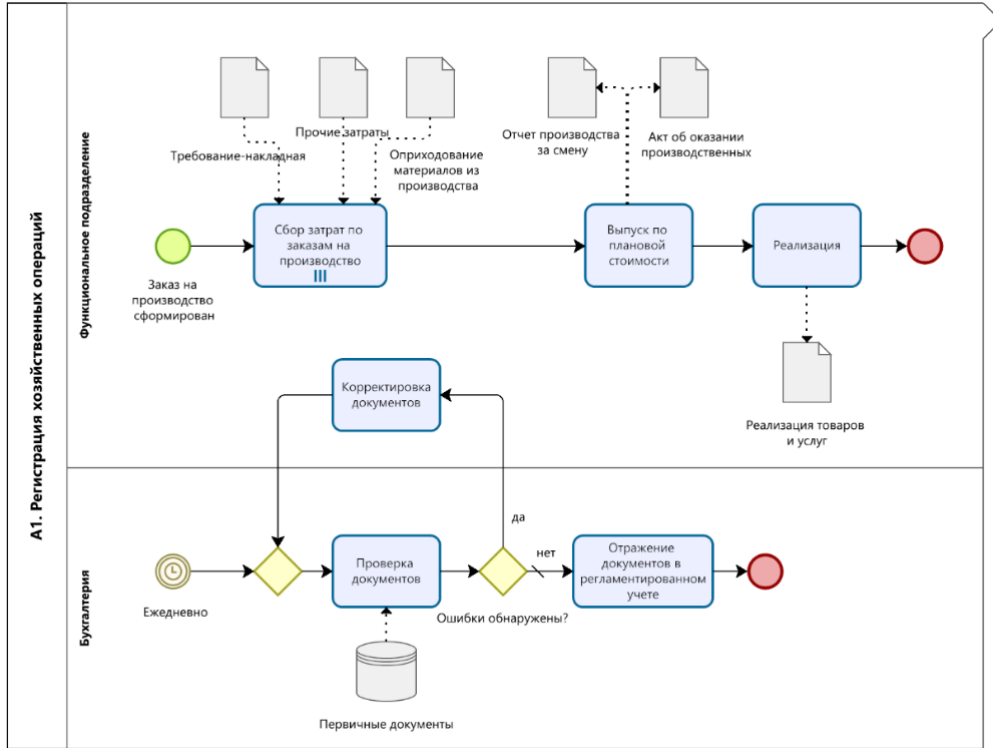 А1. Регистрация хозяйственных операций
Функциональное подразделение
Требование-накладная
Прочие затраты
Оприходование
материалов из
производства
Отчет производства
за смену
Акт об оказании
производственных
Заказ на
производство
сформирован
Сбор затрат по
заказам на
производство
Выпуск по
плановой
стоимости
Реализация
Реализация товаров
и услуг
Корректировка
документов
Бухгалтерия
Ежедневно
Проверка
документов
Первичные документы
Ошибки обнаружены?
да
нет
Отражение
документов в
регламентированном
учете